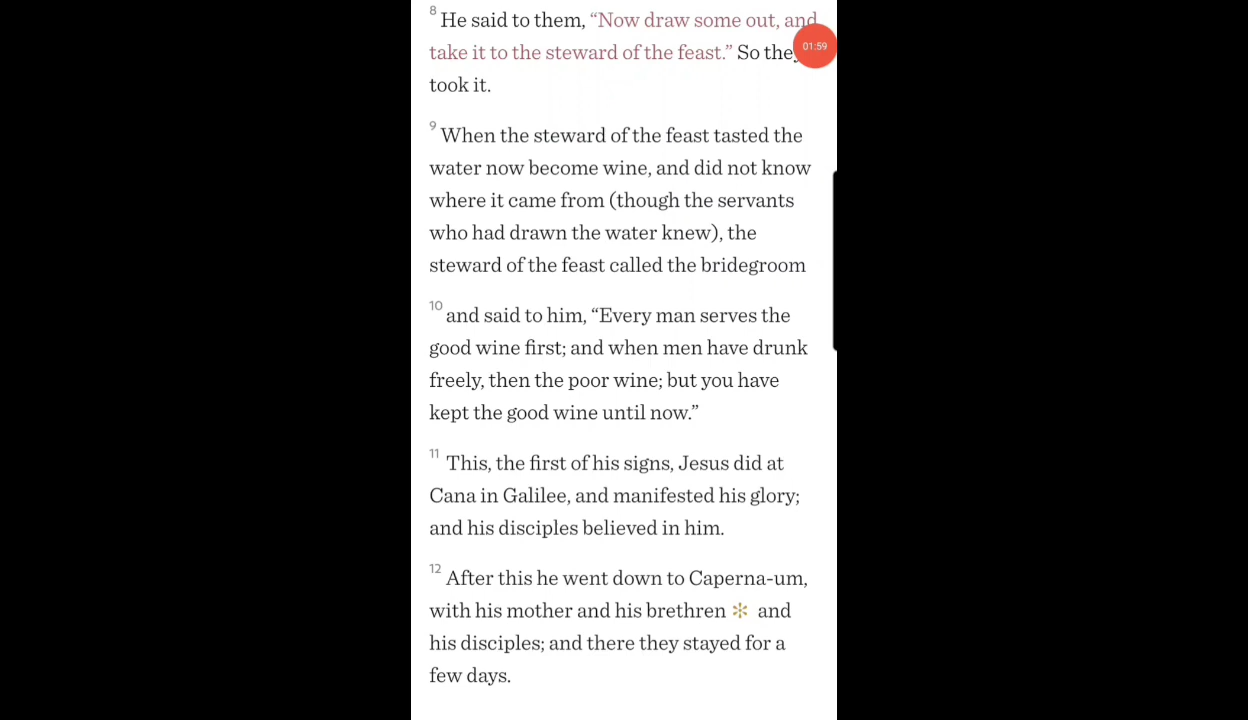 8 He said to them, “Now draw some out, and
take it to the steward of the feast.” So they
01:59
took it.
9 When the steward of the feast tasted the
water now become wine, and did not know
where it came from (though the servants
who had drawn the water knew), the
steward of the feast called the bridegroom
10 and said to him, “Every man serves the
good wine first; and when men have drunk
freely, then the poor wine; but you have
kept the good wine until now.”
11 This, the first of his signs, Jesus did at
Cana in Galilee, and manifested his glory;
and his disciples believed in him.
12 After this he went down to Caperna-um,
with his mother and his brethren ✻ and
his disciples; and there they stayed for a
few days.